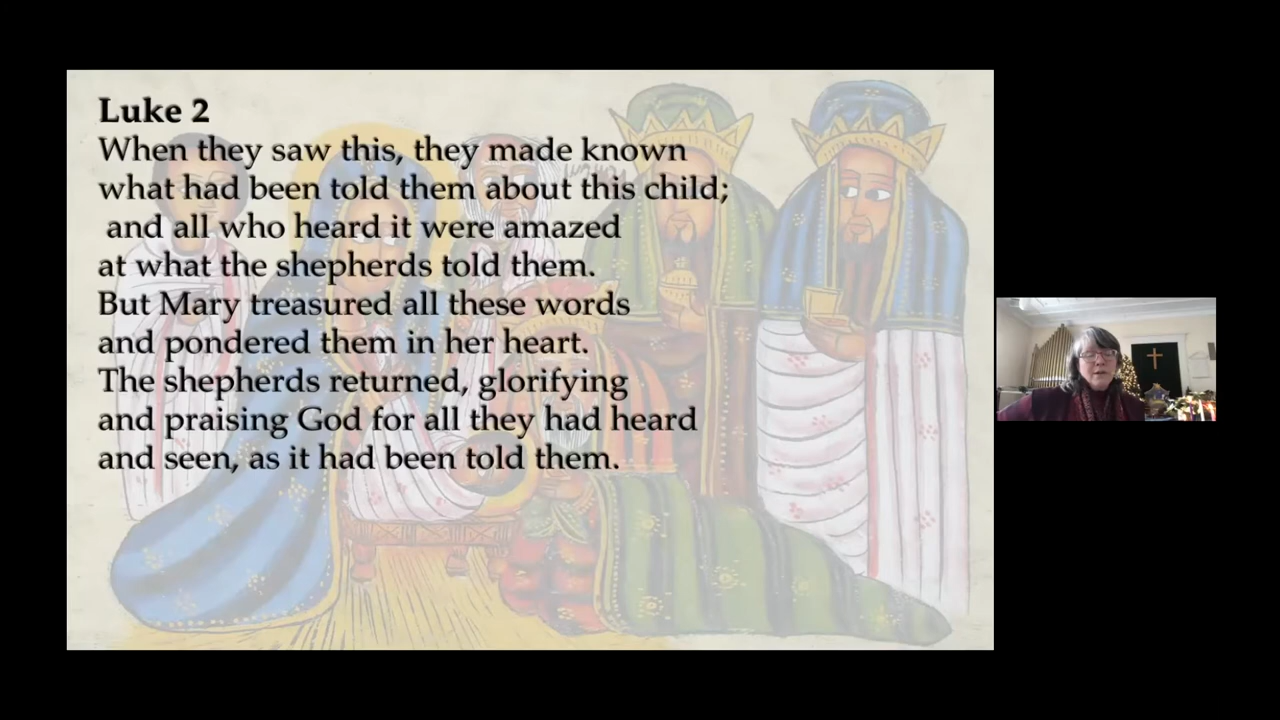 Luke 2
When they saw this, they made known
what had been told them about this child;
and all who heard it were amazed
at what the shepherds told them.
But Mary treasured all these words
and pondered them in her heart.
The shepherds returned, glorifying
and praising God for all they had heard
and seen, as it had been told them.